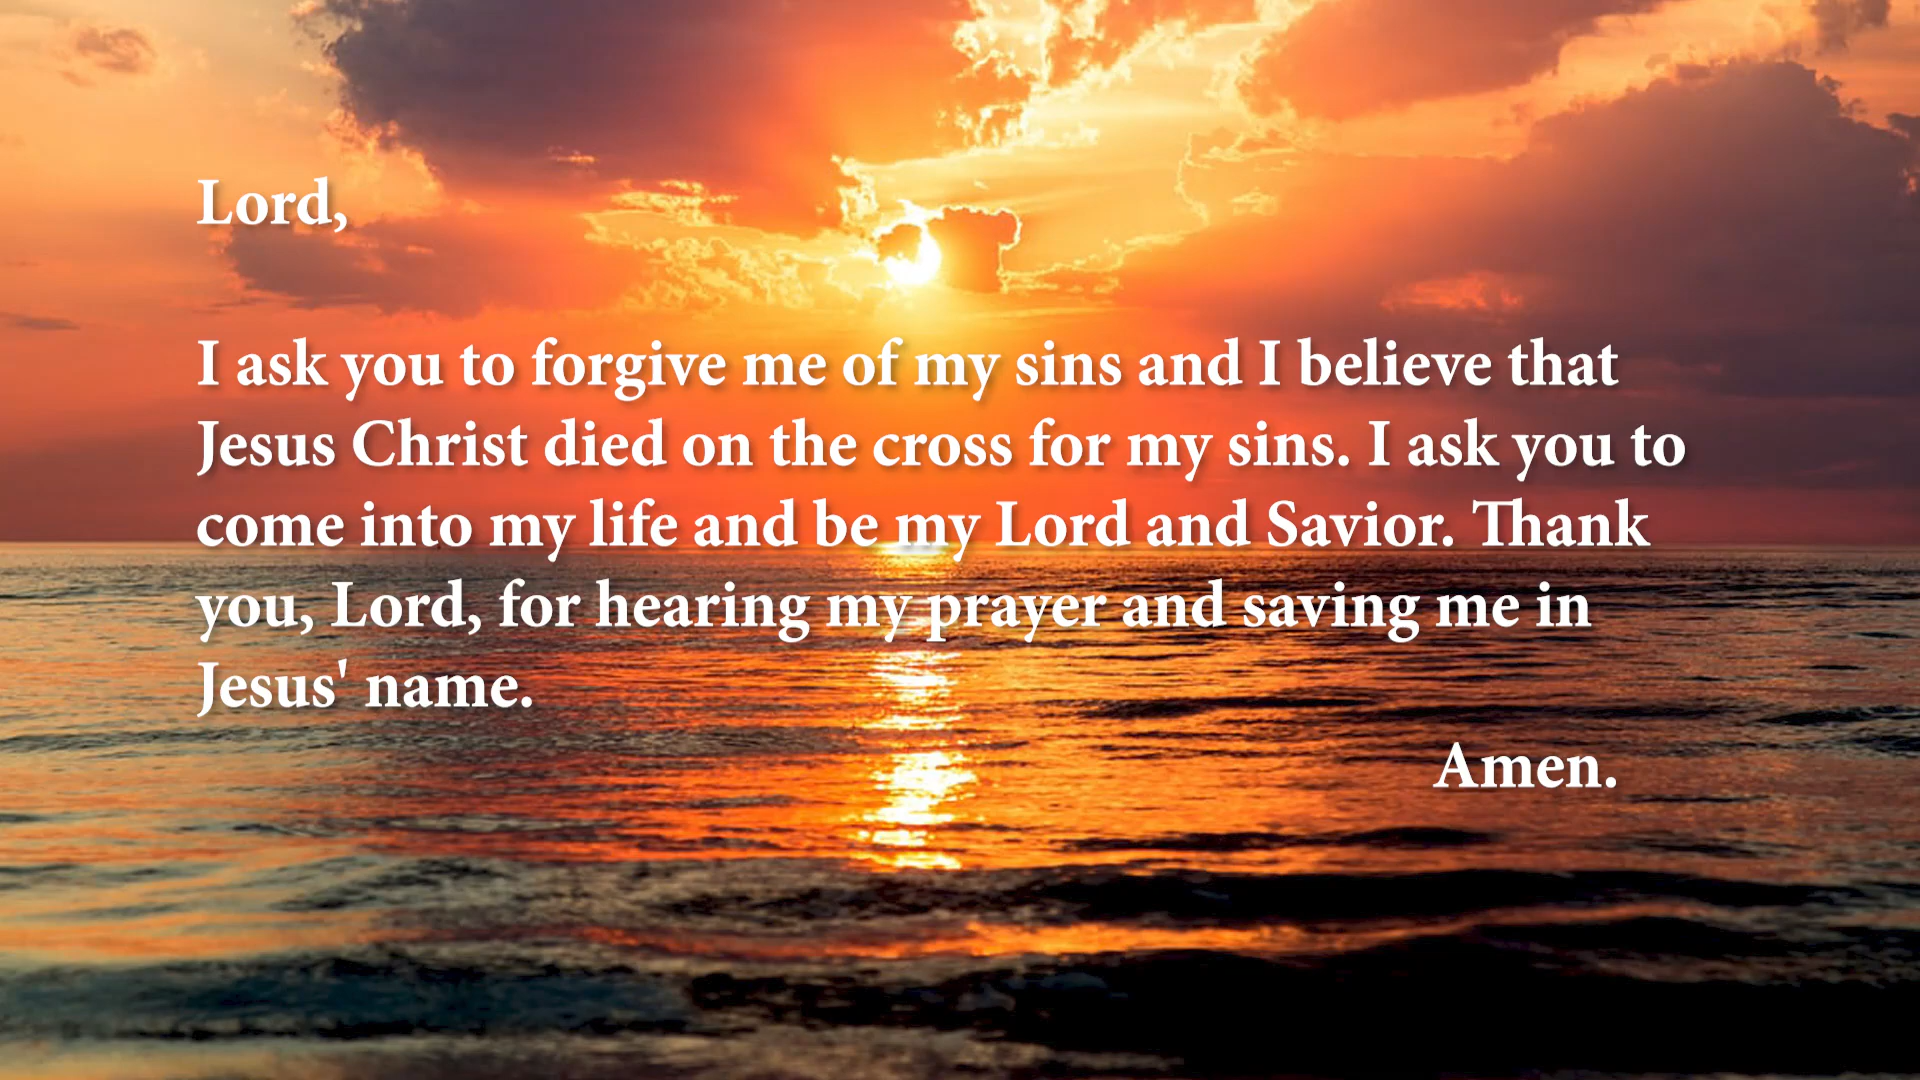 Lord,
I ask you to forgive me of my sins and I believe that
Jesus Christ died on the cross for my sins. I ask you to
come into my life and be my Lord and Savior. Thank
you, Lord, for hearing my prayer and saving me in
Jesus' name.
Amen.